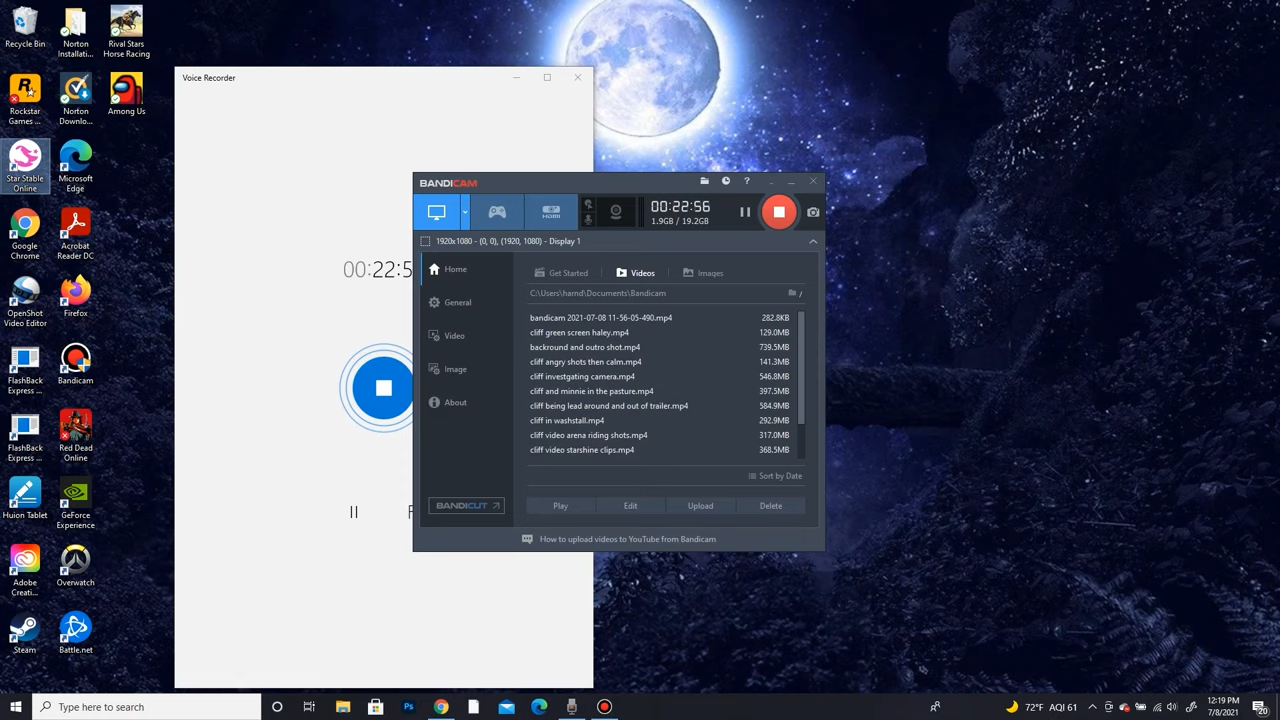 Recycle Bin
Norton
Installati...
Rival Stars
Horse Racing
Rockstar
Games ...
Norton
Downlo...
Among Us
Star Stable
Online
Microsoft
Edge
Google
Chrome
Acrobat
Reader DC
OpenShot
Video Editor
Firefox
FlashBack
Express ...
Bandicam
FlashBack
Express ...
Red Dead
Online
Huion Tablet
GeForce
Experience
Adobe
Creati...
Overwatch
Steam
Battle.net
Voice Recorder
00:22:5
BANDICAM
?
HDMI
00:22:56
1.9GB / 19.2GB
1920x1080 - (0, 0), (1920, 1080) - Display 1
Home
General
Video
Image
About
BANDICUT
Get Started
Videos
Images
C:\Users\harnd\Documents\Bandicam
/
bandicam 2021-07-08 11-56-05-490.mp4 282.8KB
cliff green screen haley.mp4 129.0MB
backround and outro shot.mp4 739.5MB
cliff angry shots then calm.mp4 141.3MB
cliff investgating camera.mp4 546.8MB
cliff and minnie in the pasture.mp4 397.5MB
cliff being lead around and out of trailer.mp4 584.9MB
cliff in washstall.mp4 292.9MB
cliff video arena riding shots.mp4 317.0MB
cliff video starshine clips.mp4 368.5MB
Sort by Date
Play Edit Upload Delete
How to upload videos to YouTube from Bandicam
Type here to search
Ps
72°F AQI 61
12:19 PM
7/8/2021
20